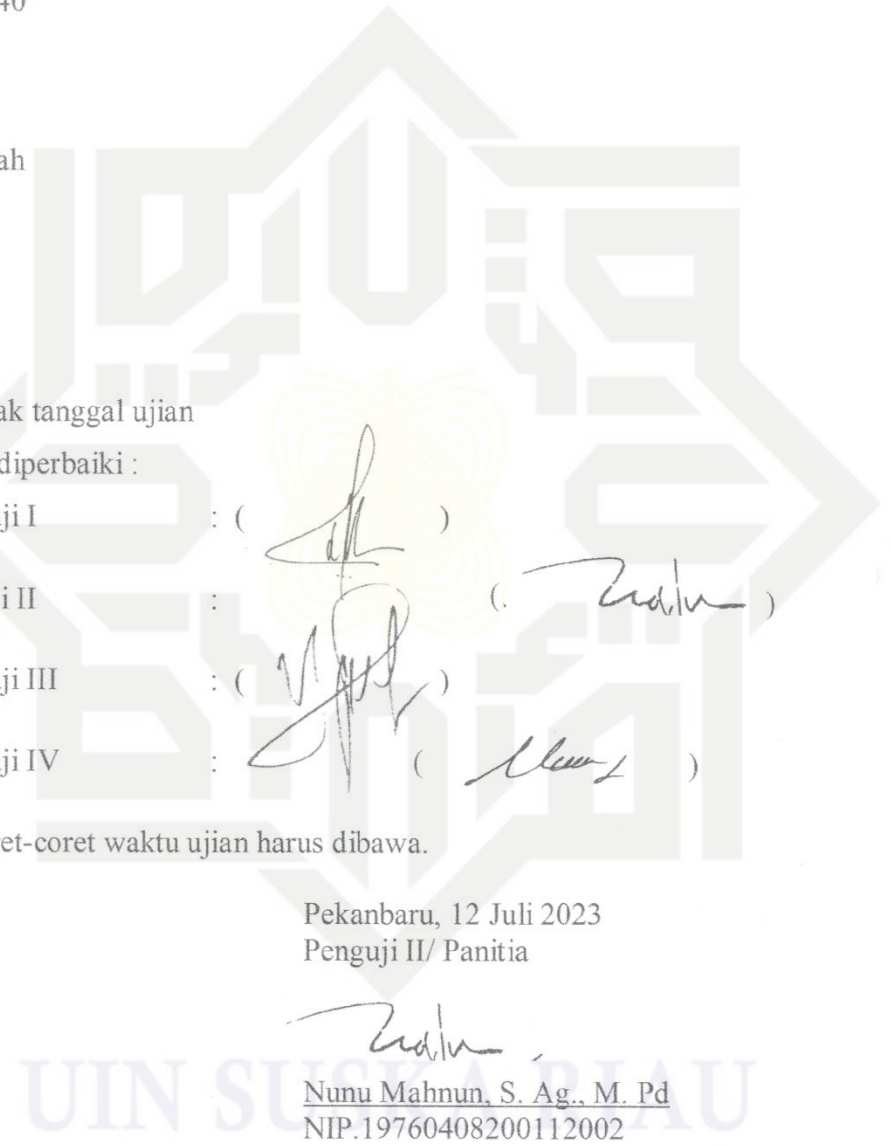 40
ah
ak tanggal ujian
diperbaiki :
ji I : ( )
i II : (. )
ji III : ( )
ji IV : ( )
ret-coret waktu ujian harus dibawa.
Pekanbaru, 12 Juli 2023
Penguji II/ Panitia
Nunu Mahnun, S. Ag., M. Pd
NIP.19760408200112002
UIN SUSKA RIAU